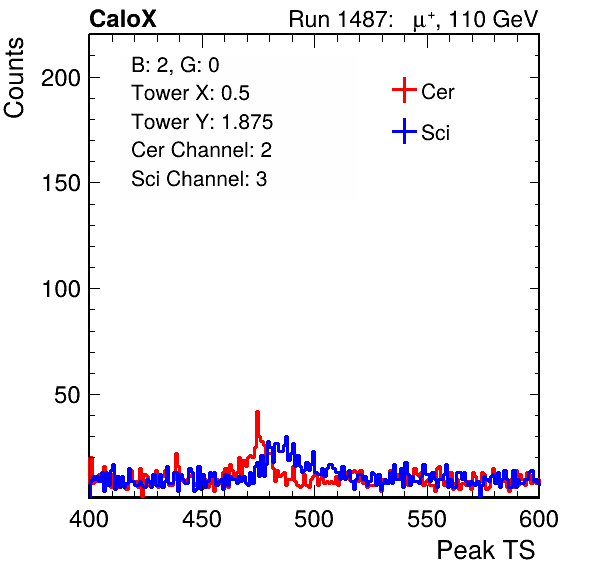 CaloX Run 1487: μ⁺, 110 GeV
B: 2, G: 0
Tower X: 0.5
Tower Y: 1.875
Cer Channel: 2
Sci Channel: 3
Cer
Sci
Counts
200
150
100
50
400 450 500 550 600
Peak TS